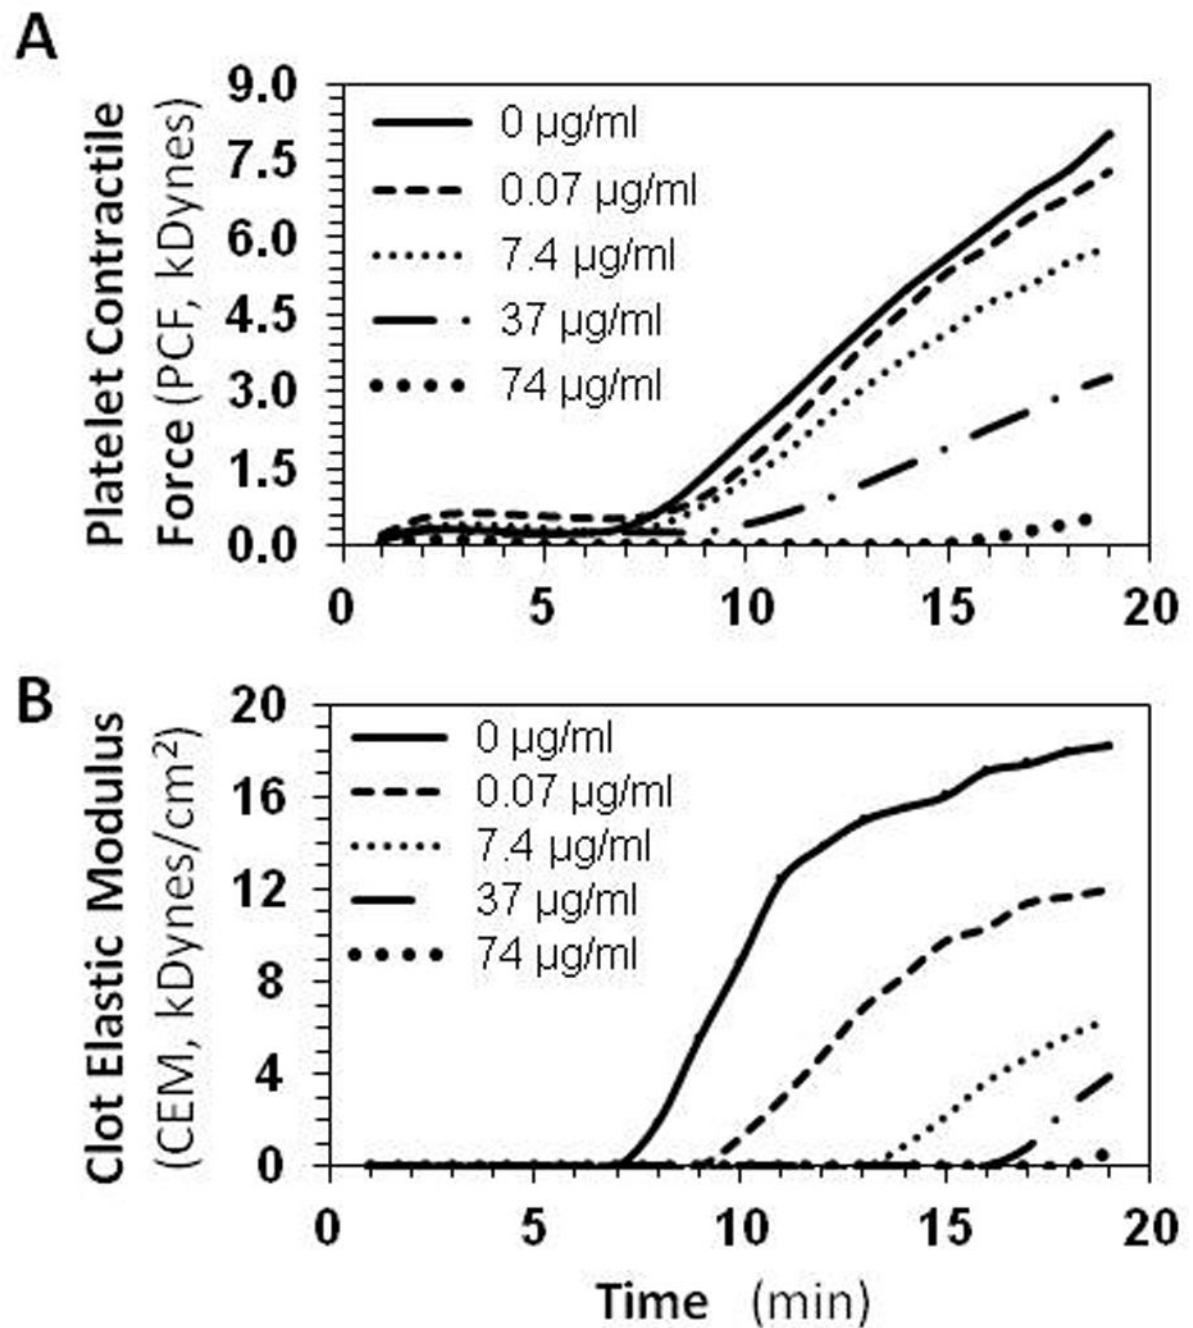 A
Platelet Contractile
Force (PCF, kDynes)
9.0
7.5
6.0
4.5
3.0
1.5
0.0
0 µg/ml
0.07 µg/ml
7.4 µg/ml
37 µg/ml
74 µg/ml
0 5 10 15 20
B
Clot Elastic Modulus
(CEM, kDynes/cm²)
20
16
12
8
4
0
0 µg/ml
0.07 µg/ml
7.4 µg/ml
37 µg/ml
74 µg/ml
0 5 10 15 20
Time (min)